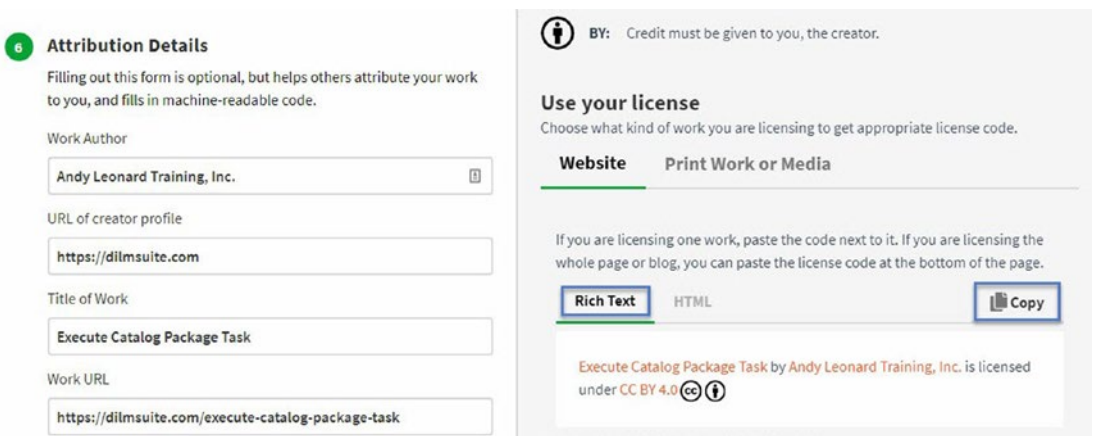 6 Attribution Details
Filling out this form is optional, but helps others attribute your work
to you, and fills in machine-readable code.
Work Author
Andy Leonard Training, Inc.
URL of creator profile
https://dilmsuite.com
Title of Work
Execute Catalog Package Task
Work URL
https://dilmsuite.com/execute-catalog-package-task
BY: Credit must be given to you, the creator.
Use your license
Choose what kind of work you are licensing to get appropriate license code.
Website Print Work or Media
If you are licensing one work, paste the code next to it. If you are licensing the
whole page or blog, you can paste the license code at the bottom of the page.
Rich Text HTML Copy
Execute Catalog Package Task by Andy Leonard Training, Inc. is licensed
under CC BY 4.0 cc